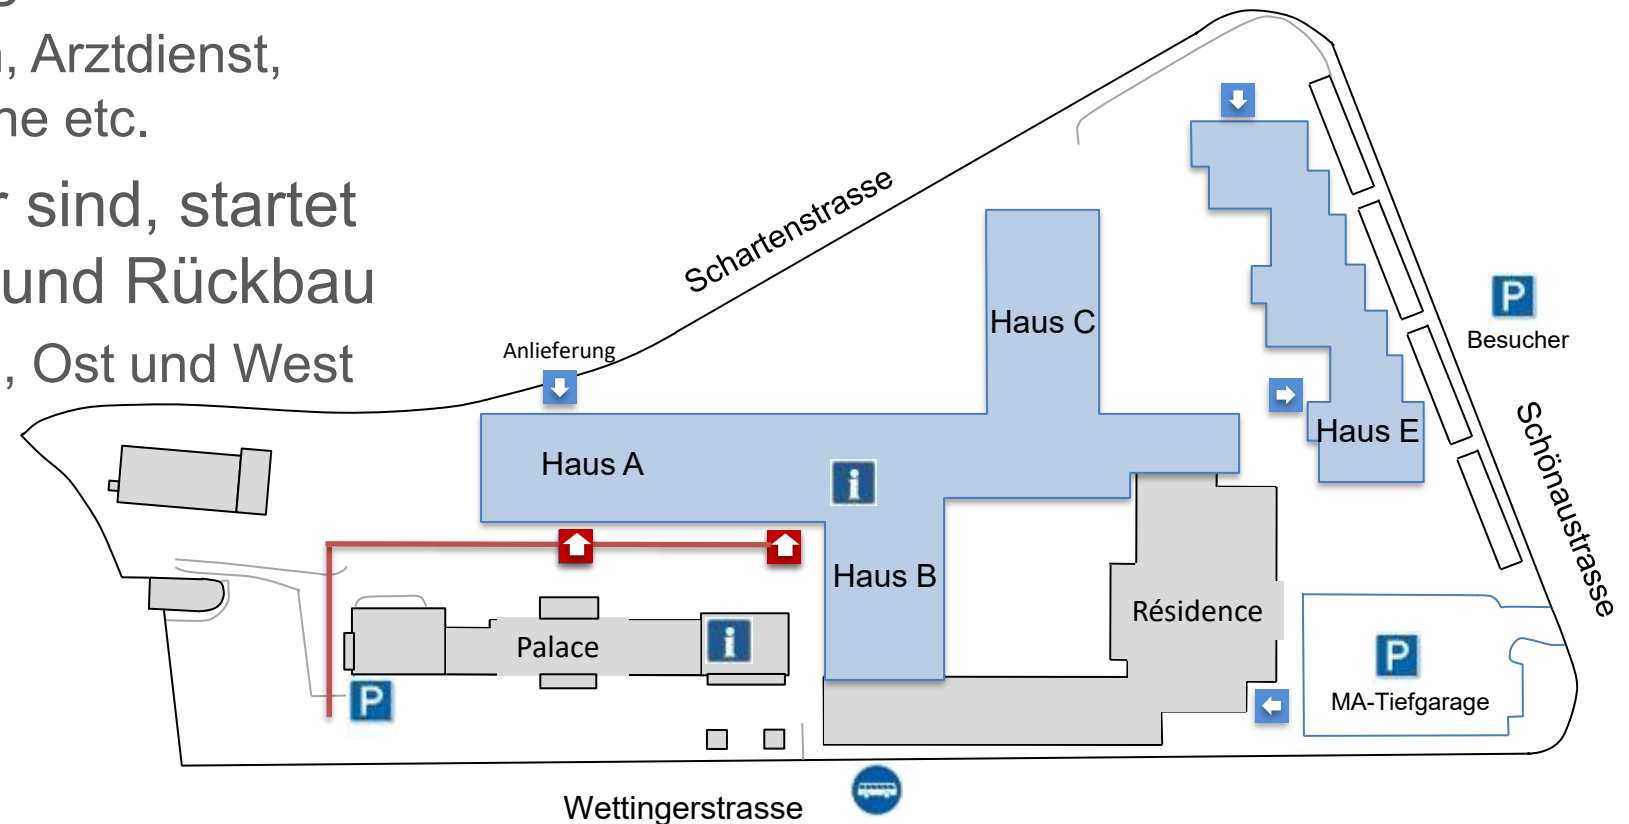 , Arztdienst,
ne etc.
r sind, startet
und Rückbau
, Ost und West
Schartenstrasse
Anlieferung
Haus C
P
Besucher
Haus A
i
Haus E
Schönaustrasse
Haus B
Résidence
Palace
i
P
P
MA-Tiefgarage
Wettingerstrasse